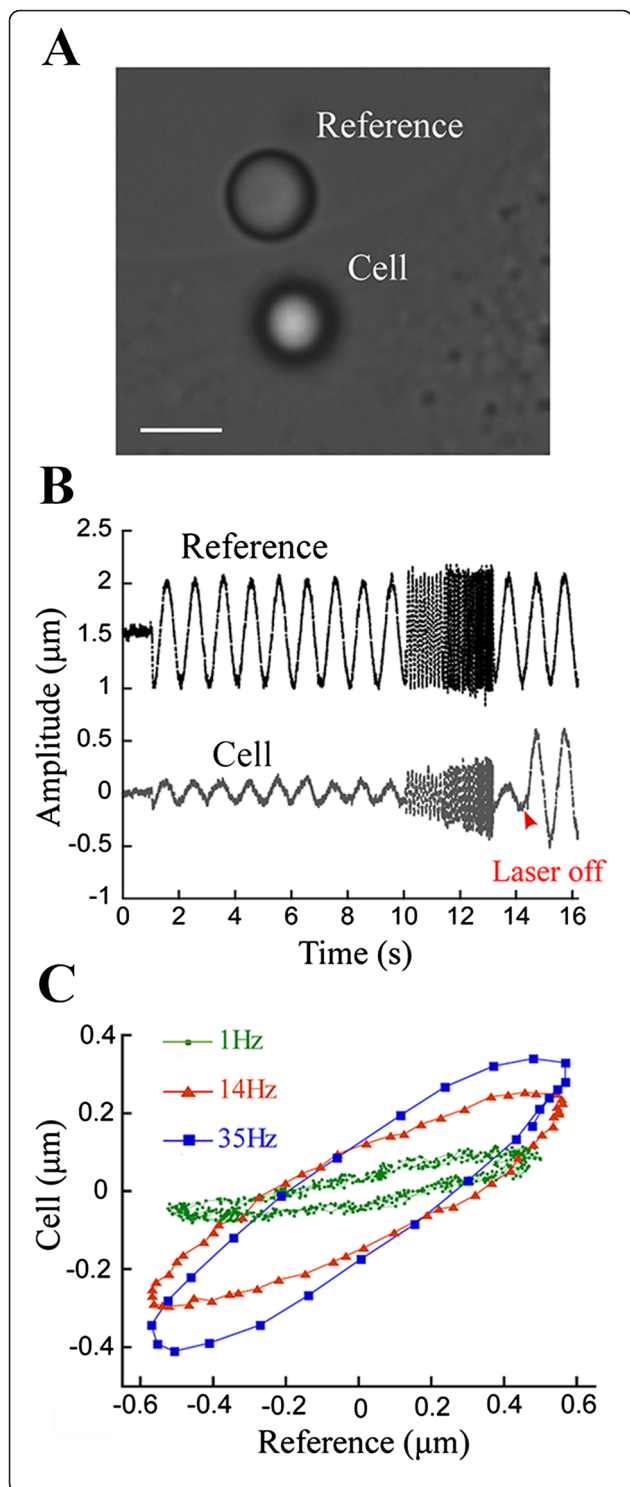 A
Reference
Cell
B
2.5
2
1.5
1
0.5
0
-0.5
-1
Amplitude (μm)
Reference
Cell
Laser off
0 2 4 6 8 10 12 14 16
Time (s)
C
0.4
0.2
0
-0.2
-0.4
Cell (μm)
1Hz
14Hz
35Hz
-0.6 -0.4 -0.2 0 0.2 0.4 0.6
Reference (μm)